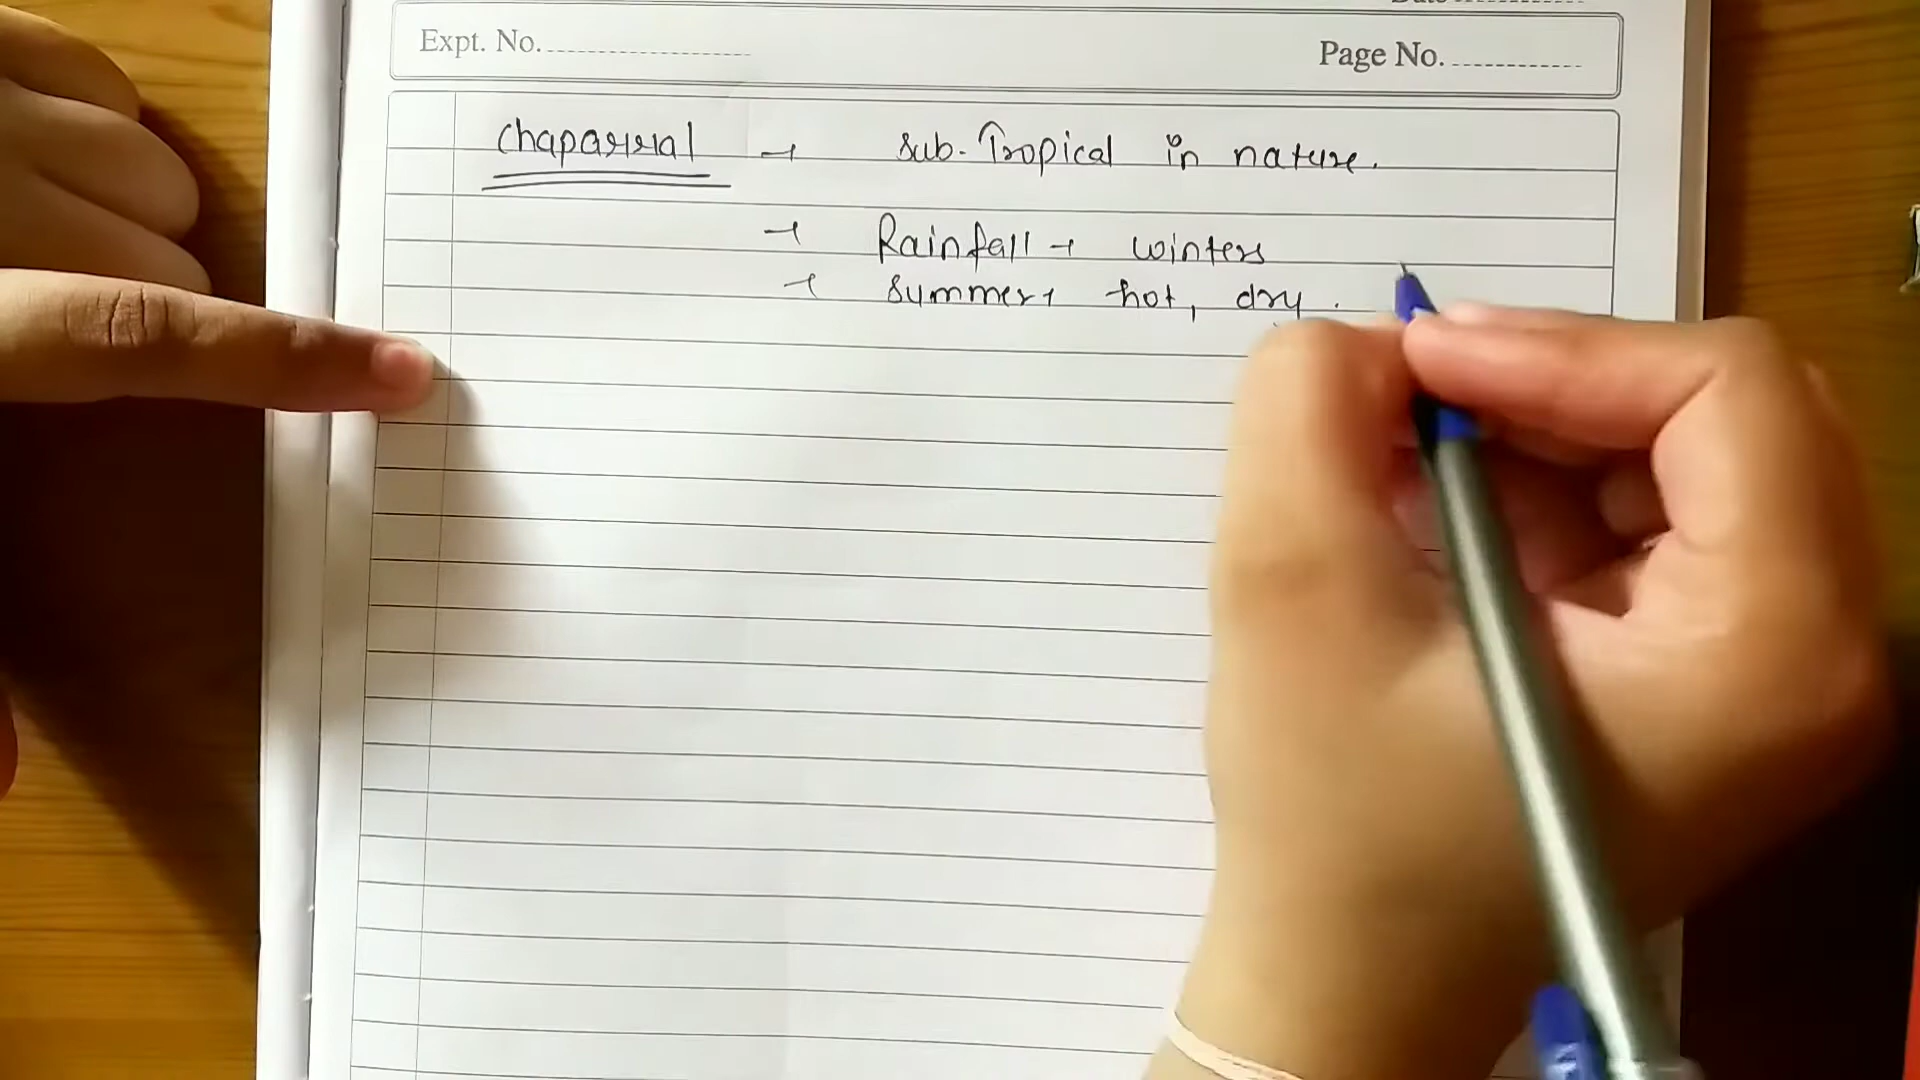 Expt. No.
Page No.
Chaparral → Sub-Tropical in nature.
→ Rainfall → winters
→ Summer → hot, dry.